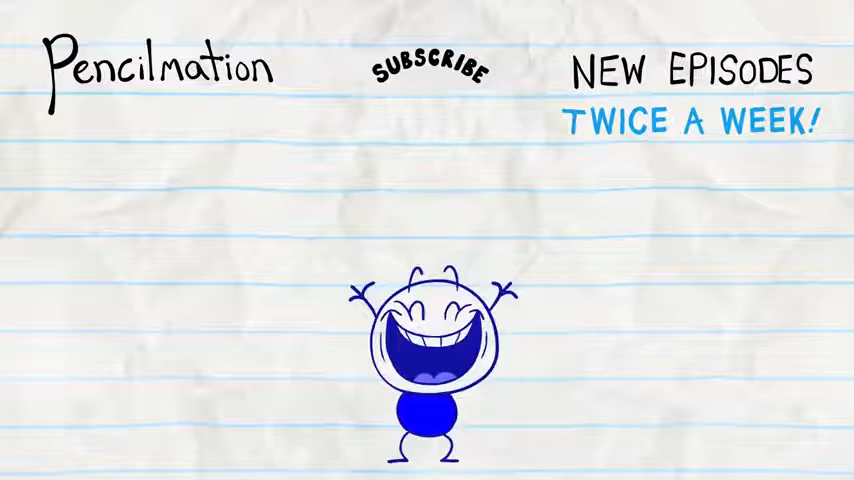 Pencilmation
SUBSCRIBE
NEW EPISODES
TWICE A WEEK!